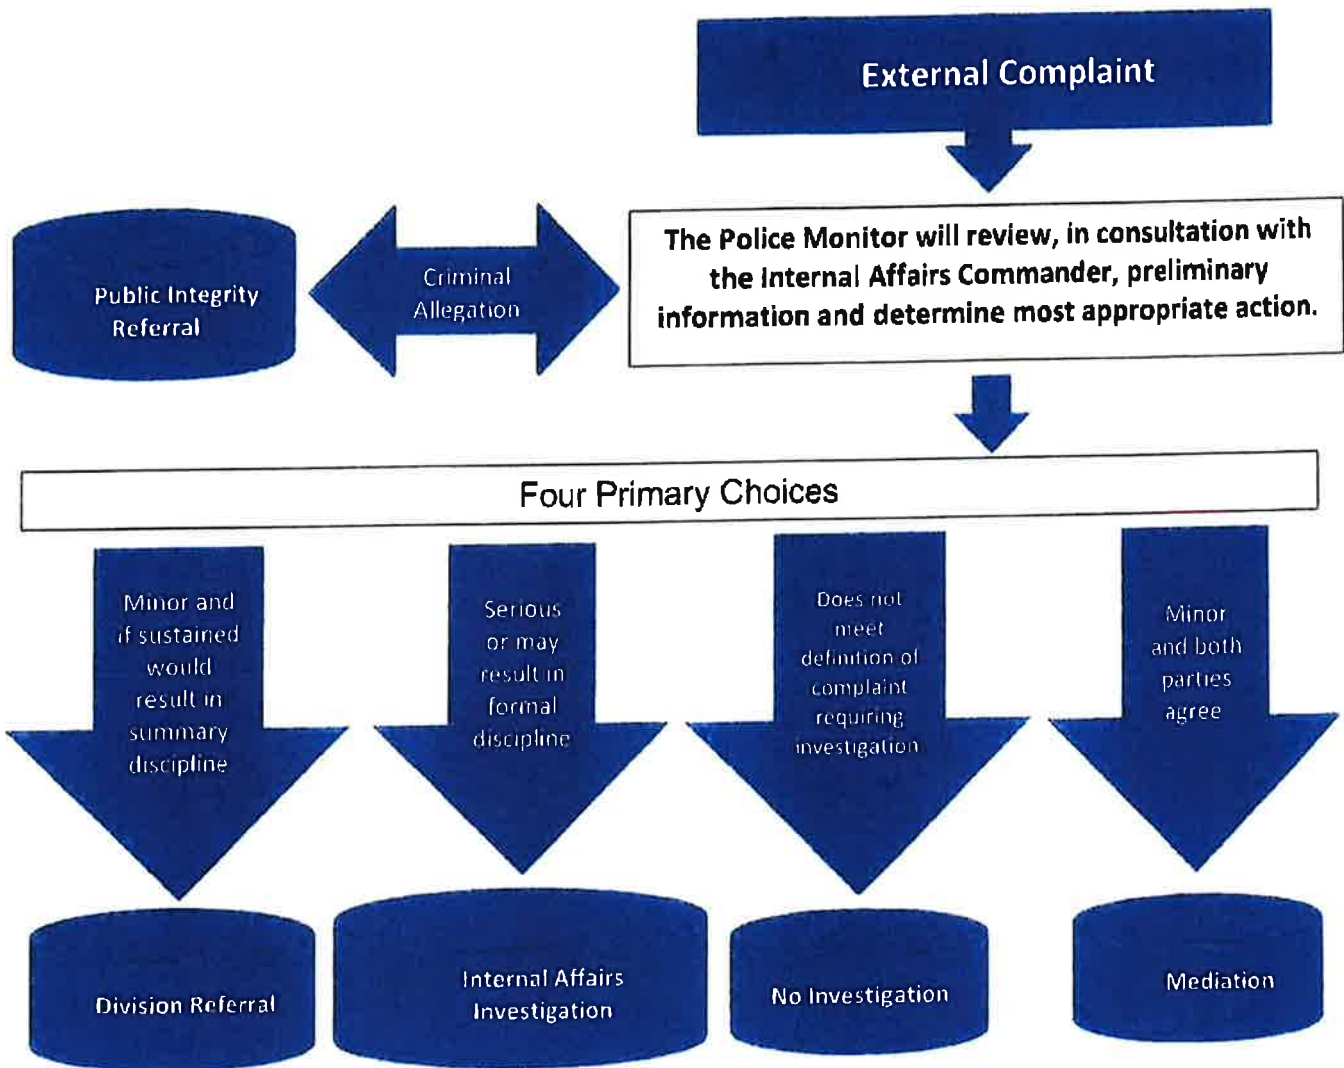 External Complaint
The Police Monitor will review, in consultation with
the Internal Affairs Commander, preliminary
information and determine most appropriate action.
Criminal
Allegation
Public Integrity
Referral
Four Primary Choices
Minor and
if sustained
would
result in
summary
discipline
Serious
or may
result in
formal
discipline
Does not
meet
definition of
complaint
requiring
investigation
Minor
and both
parties
agree
Division Referral
Internal Affairs
Investigation
No Investigation
Mediation